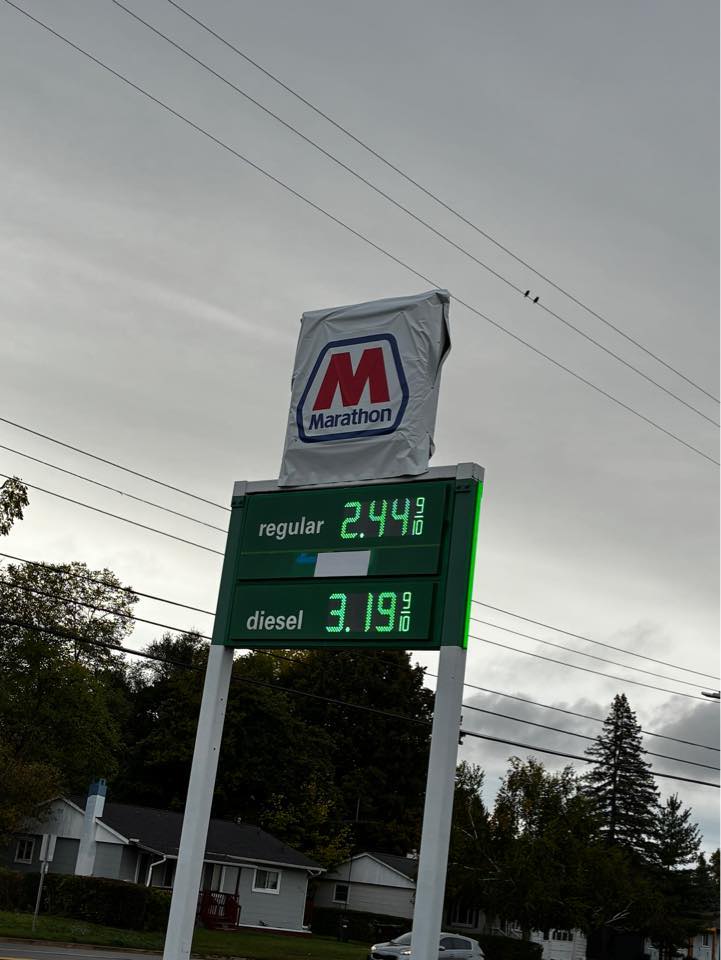 M
Marathon
regular 2.44 9/10
diesel 3.19 9/10